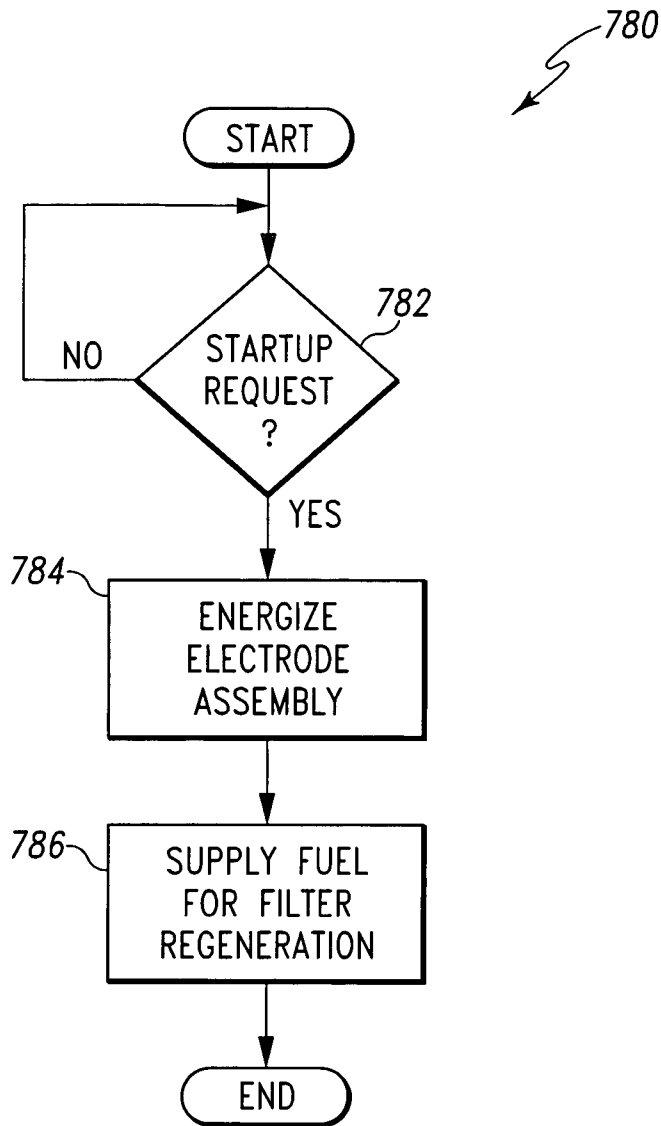 780
START
782
STARTUP
REQUEST
?
NO
YES
784
ENERGIZE
ELECTRODE
ASSEMBLY
786
SUPPLY FUEL
FOR FILTER
REGENERATION
END